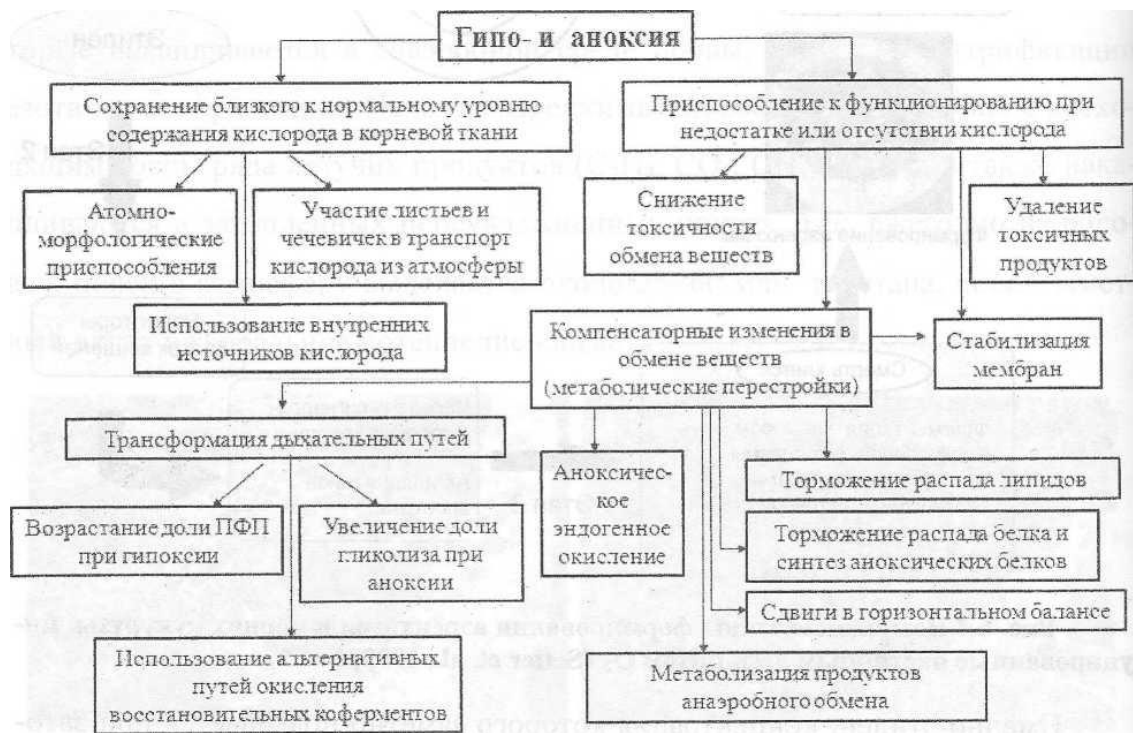 Гипо- и аноксия
Сохранение близкого к нормальному уровню
содержания кислорода в корневой ткани
Приспособление к функционированию при
недостатке или отсутствии кислорода
Атомно-
морфологические
приспособления
Участие листьев и
чечевичек в транспорт
кислорода из атмосферы
Снижение
токсичности
обмена веществ
Удаление
токсичных
продуктов
Использование внутренних
источников кислорода
Компенсаторные изменения в
обмене веществ
(метаболические перестройки)
Стабилизация
мембран
Трансформация дыхательных путей
Аноксичес-
кое
эндогенное
окисление
Торможение распада липидов
Возрастание доли ПФП
при гипоксии
Увеличение доли
гликолиза при
аноксии
Торможение распада белка и
синтез аноксических белков
Сдвиги в горизонтальном балансе
Использование альтернативных
путей окисления
восстановительных коферментов
Метаболизация продуктов
анаэробного обмена